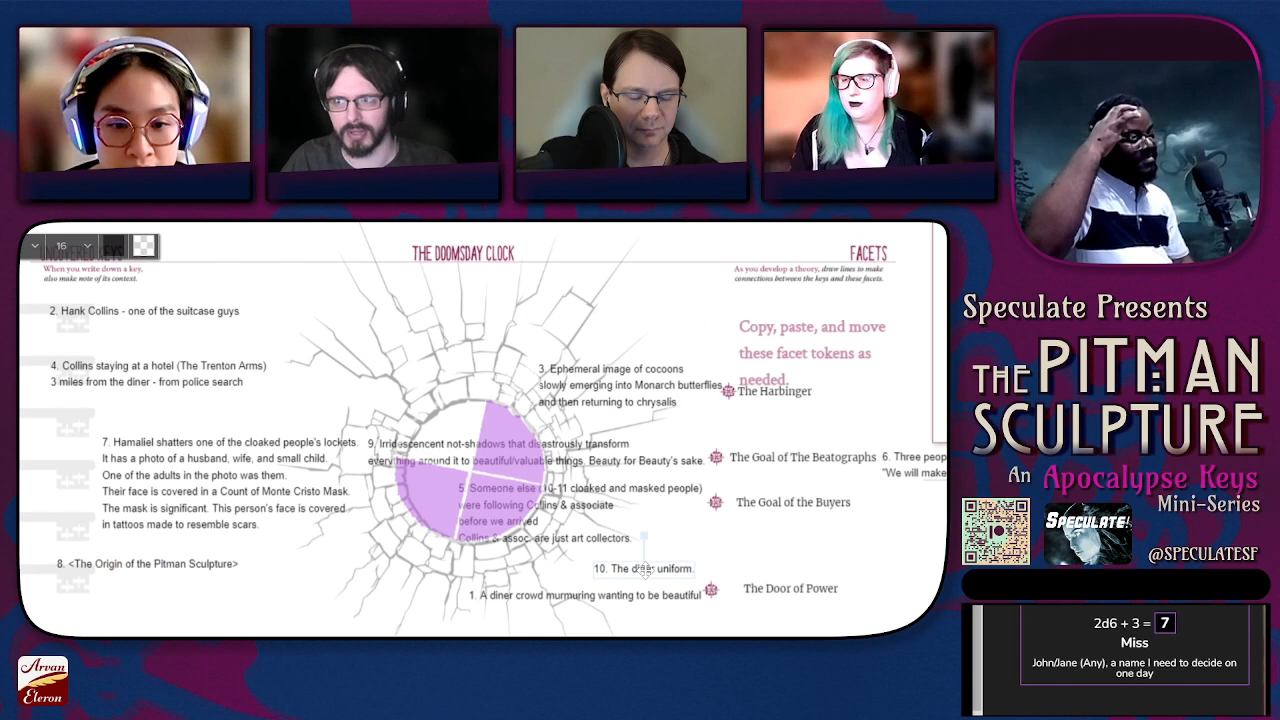 16
UNCOVERED KEYS
THE DOOMSDAY CLOCK
FACETS
When you write down a key,
also make note of its context.
As you develop a theory, draw lines to make
connections between the keys and these facets.
2. Hank Collins - one of the suitcase guys
Copy, paste, and move
these facet tokens as
needed.
4. Collins staying at a hotel (The Trenton Arms)
3 miles from the diner - from police search
3. Ephemeral image of cocoons
slowly emerging into Monarch butterflies
and then returning to chrysalis
The Harbinger
7. Hamaliel shatters one of the cloaked people's lockets.
It has a photo of a husband, wife, and small child.
One of the adults in the photo was them.
Their face is covered in a Count of Monte Cristo Mask.
The mask is significant. This person's face is covered
in tattoos made to resemble scars.
9. Irridescencent not-shadows that disastrously transform
everything around it to beautiful/valuable things. Beauty for Beauty's sake.
The Goal of The Beatographs
6. Three peop
"We will make
5. Someone else (10-11 cloaked and masked people)
were following Collins & associate
before we arrived
Collins & assoc. are just art collectors.
The Goal of the Buyers
8. <The Origin of the Pitman Sculpture>
10. The diner uniform.
1. A diner crowd murmuring wanting to be beautiful
The Door of Power
Speculate Presents
THE PITMAN
SCULPTURE
An Apocalypse Keys
Mini-Series
SPECULATE!
@SPECULATESF
2d6 + 3 = 7
Miss
John/Jane (Any), a name I need to decide on
one day
Arvan
Eleron